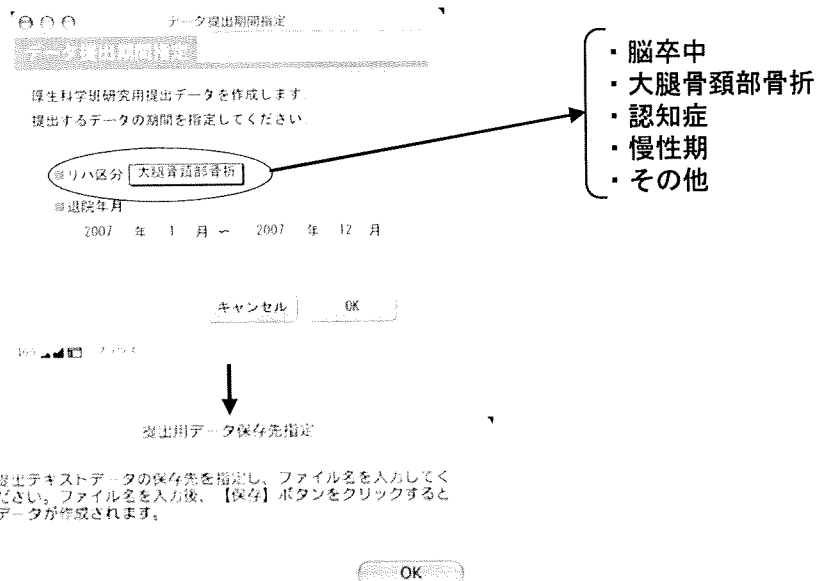 データ提出期間指定
データ提出期間指定
厚生科学班研究用提出データを作成します.
提出するデータの期間を指定してください.
リハ区分 大腿骨頚部骨折
退院年月
2007 年 1 月 ～ 2007 年 12 月
キャンセル OK
100
提出用データ保存先指定
提出テキストデータの保存先を指定し、ファイル名を入力してく
ださい。ファイル名を入力後、【保存】ボタンをクリックすると
データが作成されます。
OK
・脳卒中
・大腿骨頚部骨折
・認知症
・慢性期
・その他